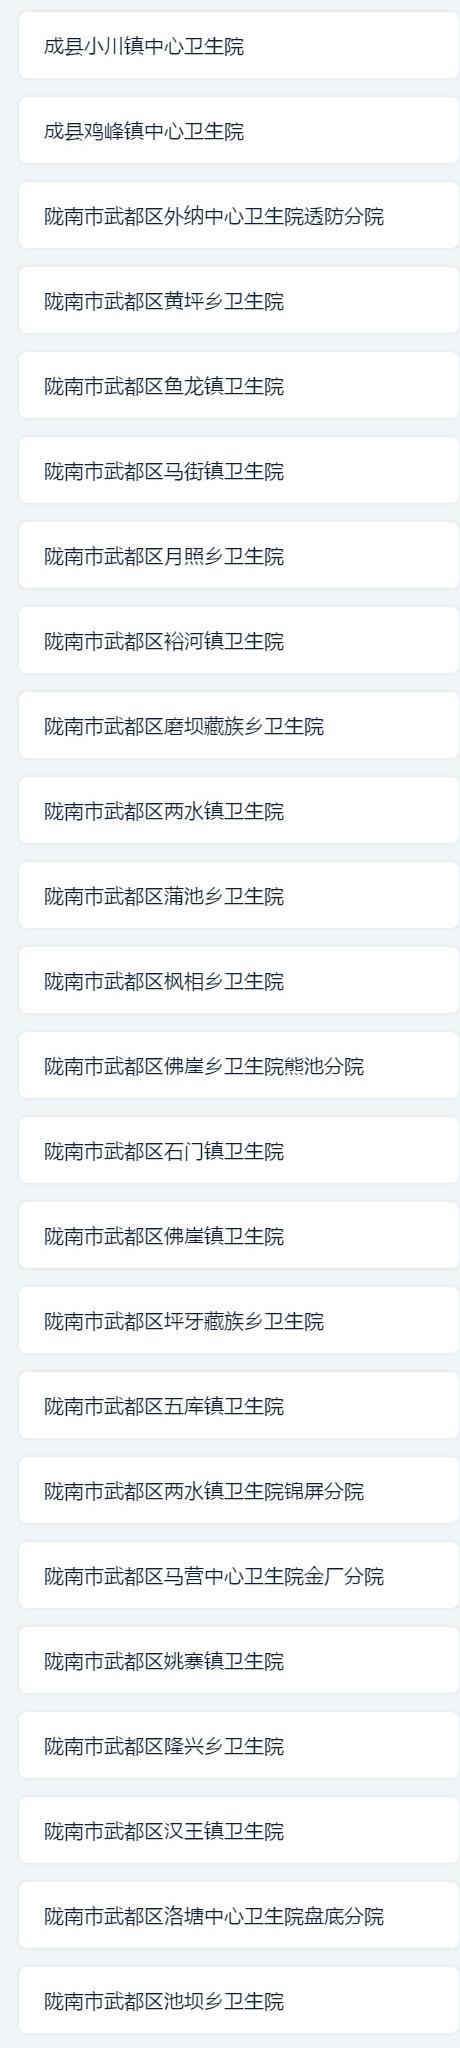 成县小川镇中心卫生院
成县鸡峰镇中心卫生院
陇南市武都区外纳中心卫生院透防分院
陇南市武都区黄坪乡卫生院
陇南市武都区鱼龙镇卫生院
陇南市武都区马街镇卫生院
陇南市武都区月照乡卫生院
陇南市武都区裕河镇卫生院
陇南市武都区磨坝藏族乡卫生院
陇南市武都区两水镇卫生院
陇南市武都区蒲池乡卫生院
陇南市武都区枫相乡卫生院
陇南市武都区佛崖乡卫生院熊池分院
陇南市武都区石门镇卫生院
陇南市武都区佛崖镇卫生院
陇南市武都区坪牙藏族乡卫生院
陇南市武都区五库镇卫生院
陇南市武都区两水镇卫生院锦屏分院
陇南市武都区马营中心卫生院金厂分院
陇南市武都区姚寨镇卫生院
陇南市武都区隆兴乡卫生院
陇南市武都区汉王镇卫生院
陇南市武都区洛塘中心卫生院盘底分院
陇南市武都区池坝乡卫生院